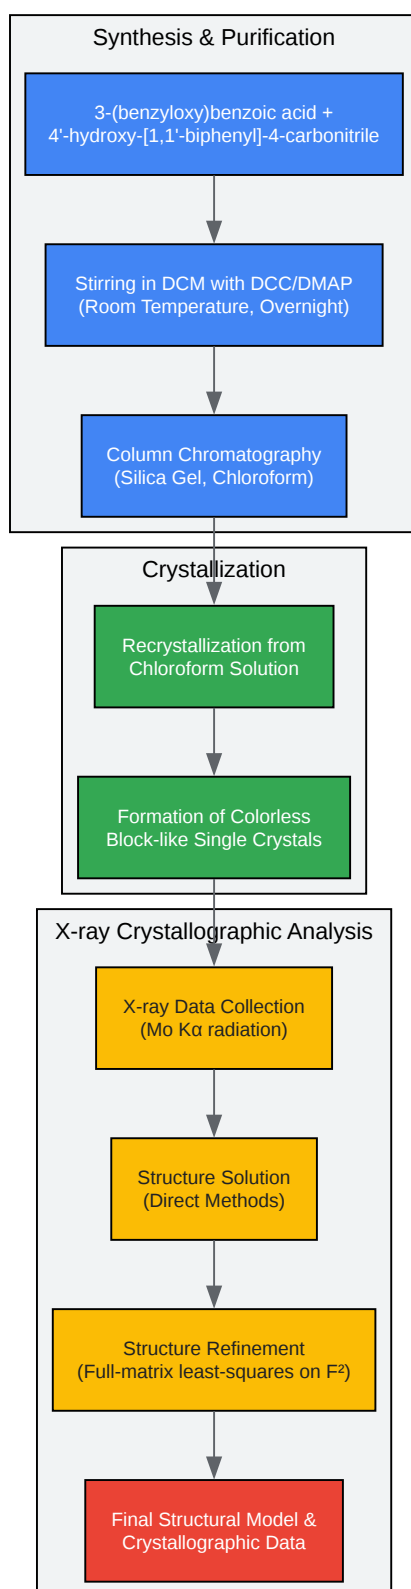 Synthesis & Purification
3-(benzyloxy)benzoic acid +
4'-hydroxy-[1,1'-biphenyl]-4-carbonitrile
Stirring in DCM with DCC/DMAP
(Room Temperature, Overnight)
Column Chromatography
(Silica Gel, Chloroform)
Crystallization
Recrystallization from
Chloroform Solution
Formation of Colorless
Block-like Single Crystals
X-ray Crystallographic Analysis
X-ray Data Collection
(Mo Kα radiation)
Structure Solution
(Direct Methods)
Structure Refinement
(Full-matrix least-squares on F²)
Final Structural Model &
Crystallographic Data